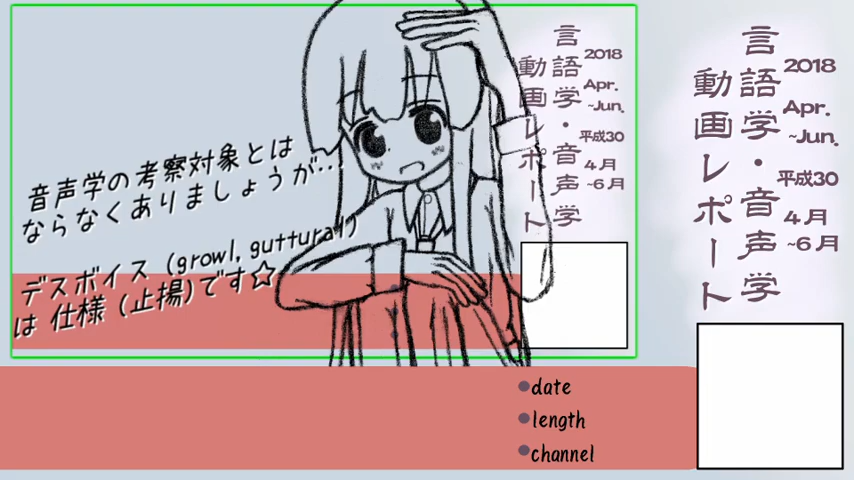 音声学の考察対象とは
ならなくありましょうが..
デスボイス (growl, guttural)
は 仕様 (止揚)です☆
言語学・音声学
動画レポート
2018
Apr.
~Jun.
平成30
4月
~6月
言語学・音声学
動画レポート
2018
Apr.
~Jun.
平成30
4月
~6月
●date
●length
●channel